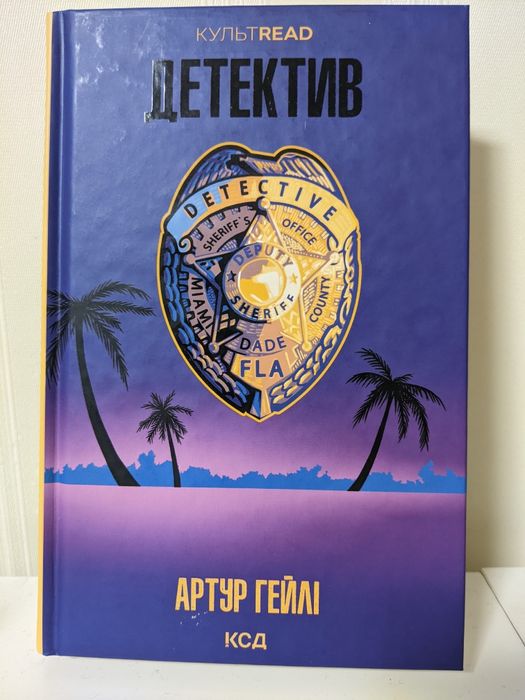 КУЛЬТREAD
ДЕТЕКТИВ
DETECTIVE
SHERIFF'S OFFICE
DEPUTY
SHERIFF
MIAMI
COUNTY
DADE
FLA
АРТУР ГЕЙЛІ
КСД